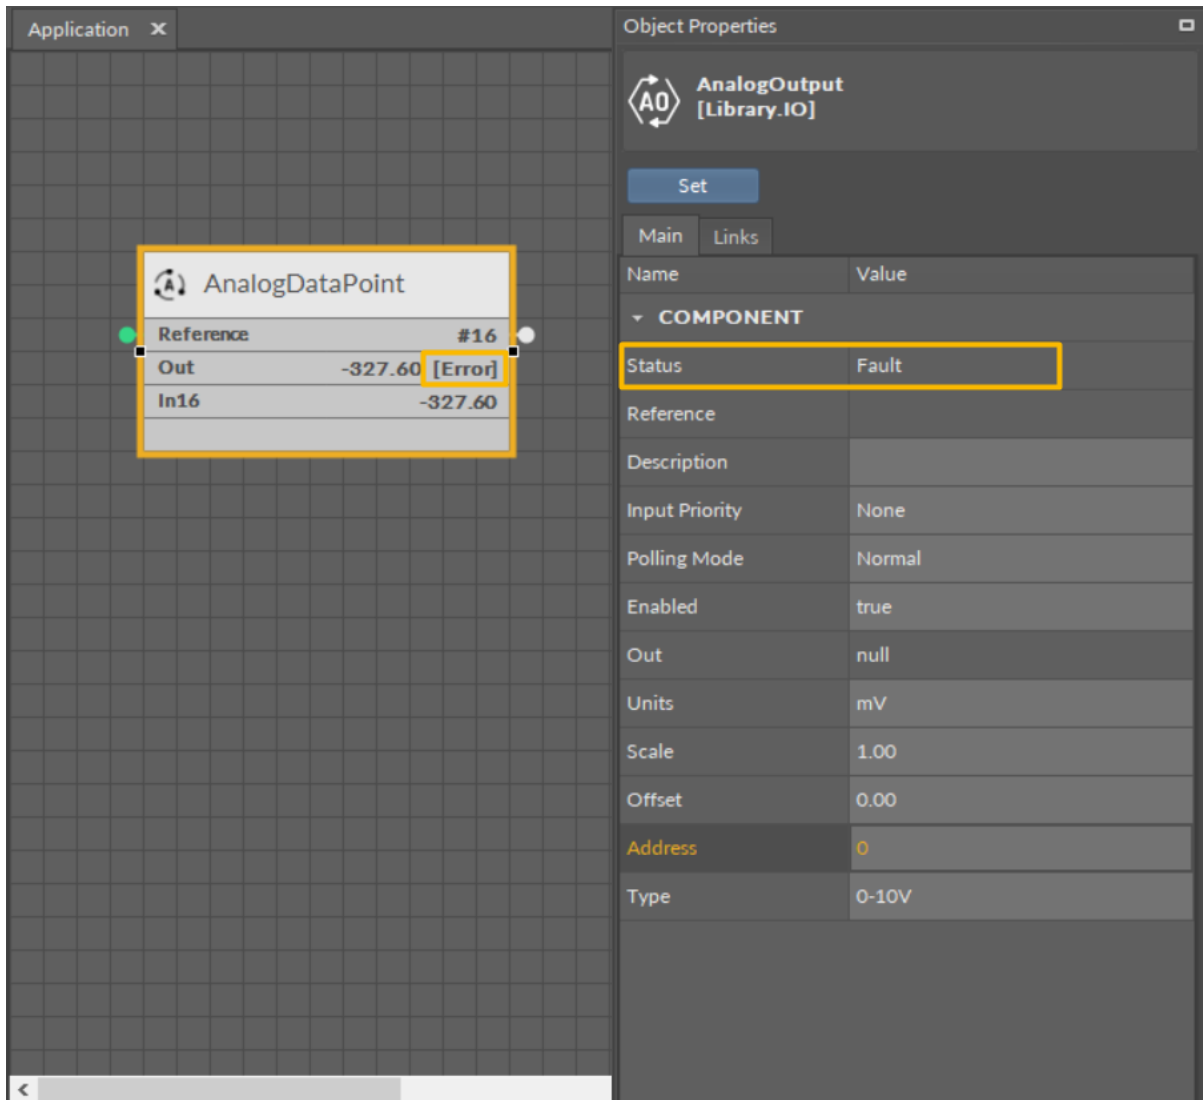 Application ×
AnalogDataPoint
Reference #16
Out -327.60 [Error]
In16 -327.60
Object Properties
AO
AnalogOutput
[Library.IO]
Set
Main Links
Name Value
COMPONENT
Status Fault
Reference
Description
Input Priority None
Polling Mode Normal
Enabled true
Out null
Units mV
Scale 1.00
Offset 0.00
Address 0
Type 0-10V